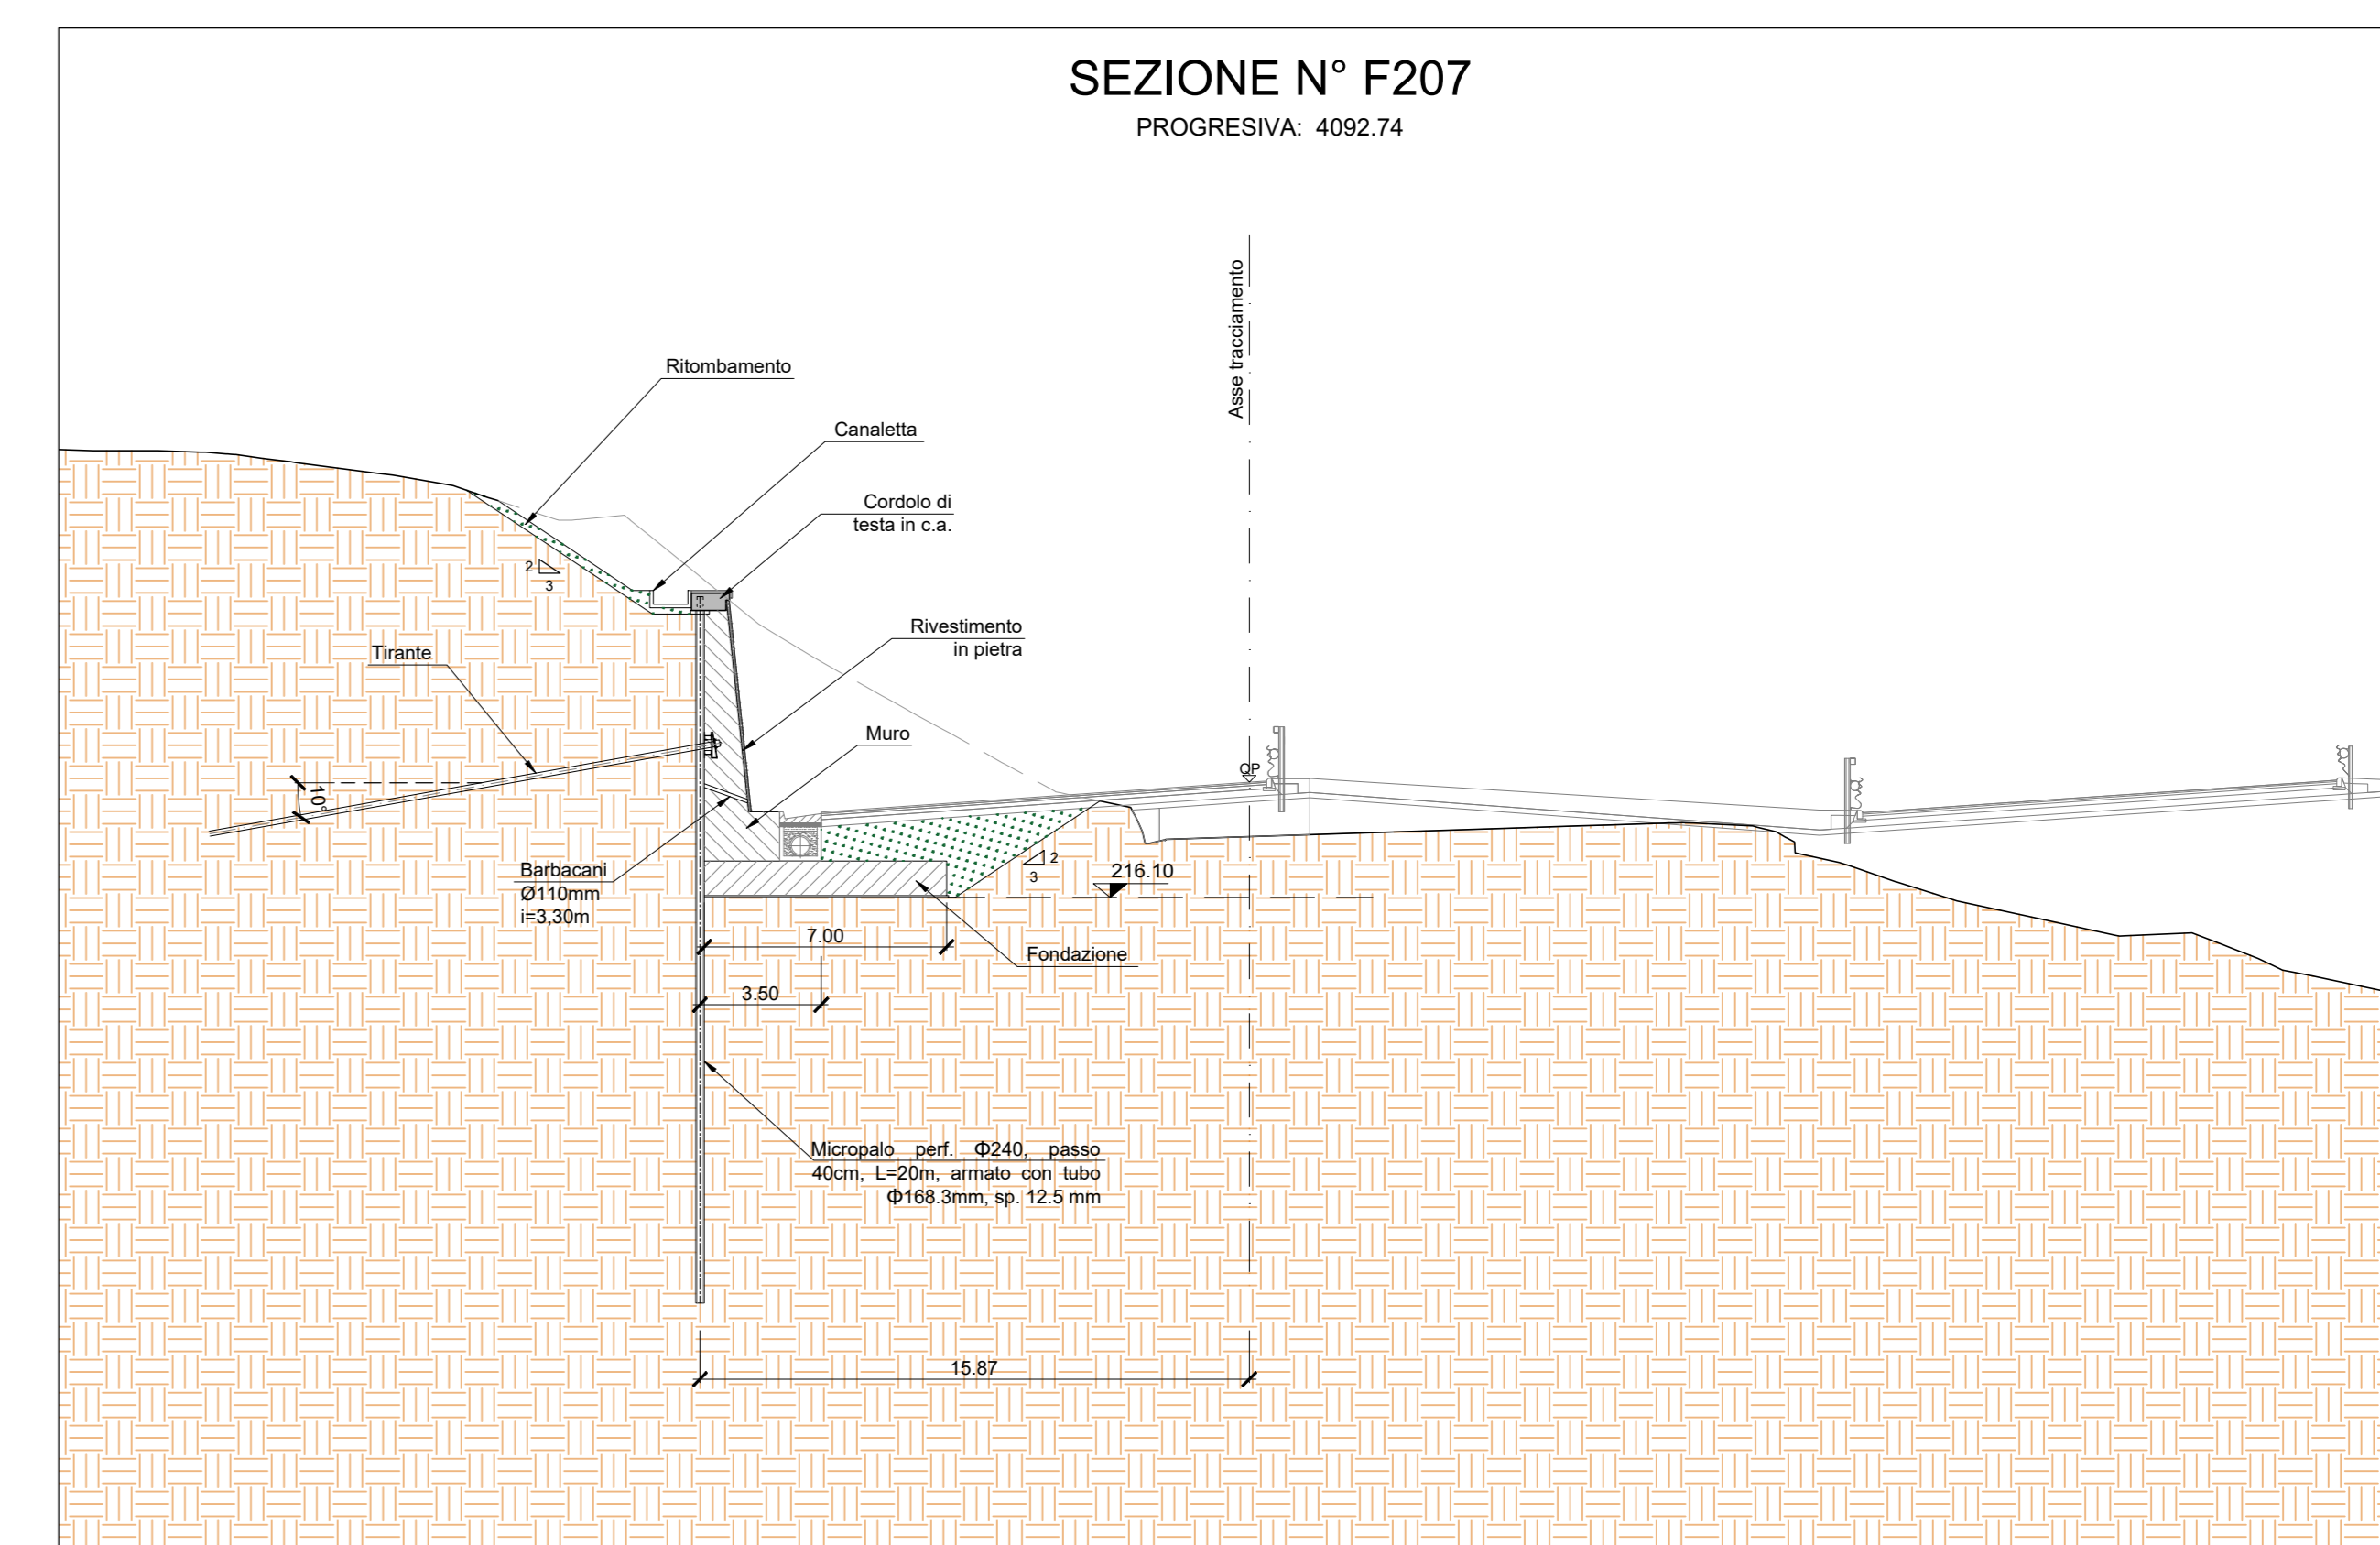 SEZIONE N° F207
PROGRESIVA: 4092.74
Asse tracciamento
Ritombamento
Canaletta
Cordolo di
testa in c.a.
2
3
Rivestimento
in pietra
Tirante
Muro
QP
10°
Barbacani
Ø110mm
i=3,30m
2
3
216.10
7.00
Fondazione
3.50
Micropalo perf. Φ240, passo
40cm, L=20m, armato con tubo
Φ168.3mm, sp. 12.5 mm
15.87